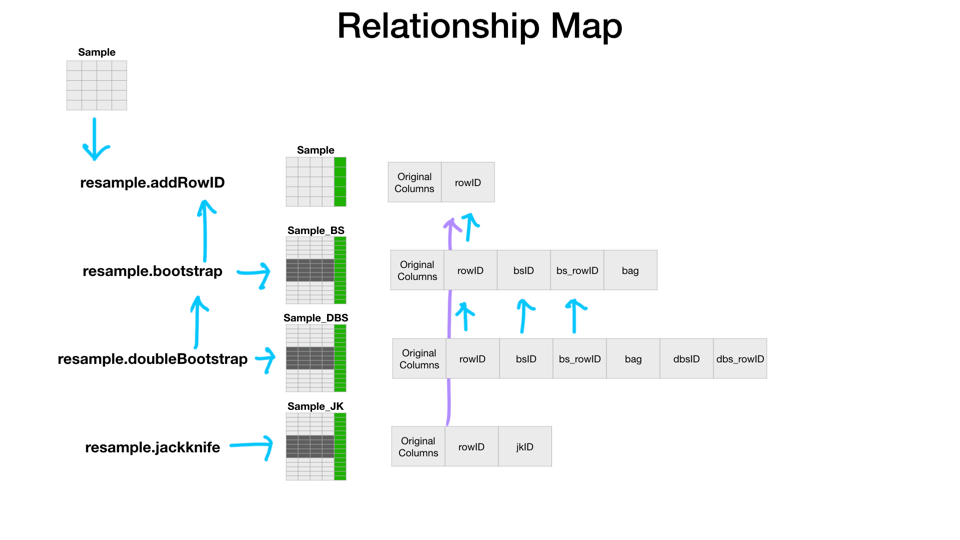 Relationship Map
Sample
resample.addRowID
Sample
Original
Columns
rowID
resample.bootstrap
Sample_BS
Original
Columns
rowID
bsID
bs_rowID
bag
resample.doubleBootstrap
Sample_DBS
Original
Columns
rowID
bsID
bs_rowID
bag
dbsID
dbs_rowID
resample.jackknife
Sample_JK
Original
Columns
rowID
jkID